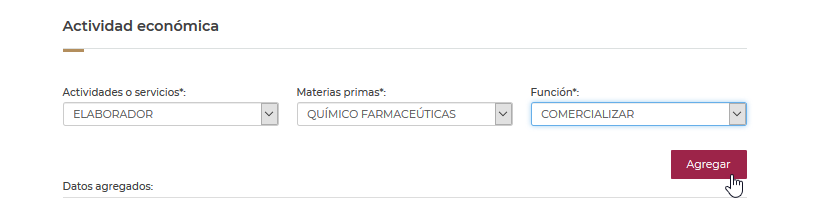 Actividad económica
Actividades o servicios*: Materias primas*: Función*:
ELABORADOR QUÍMICO FARMACEÚTICAS COMERCIALIZAR
Agregar
Datos agregados: